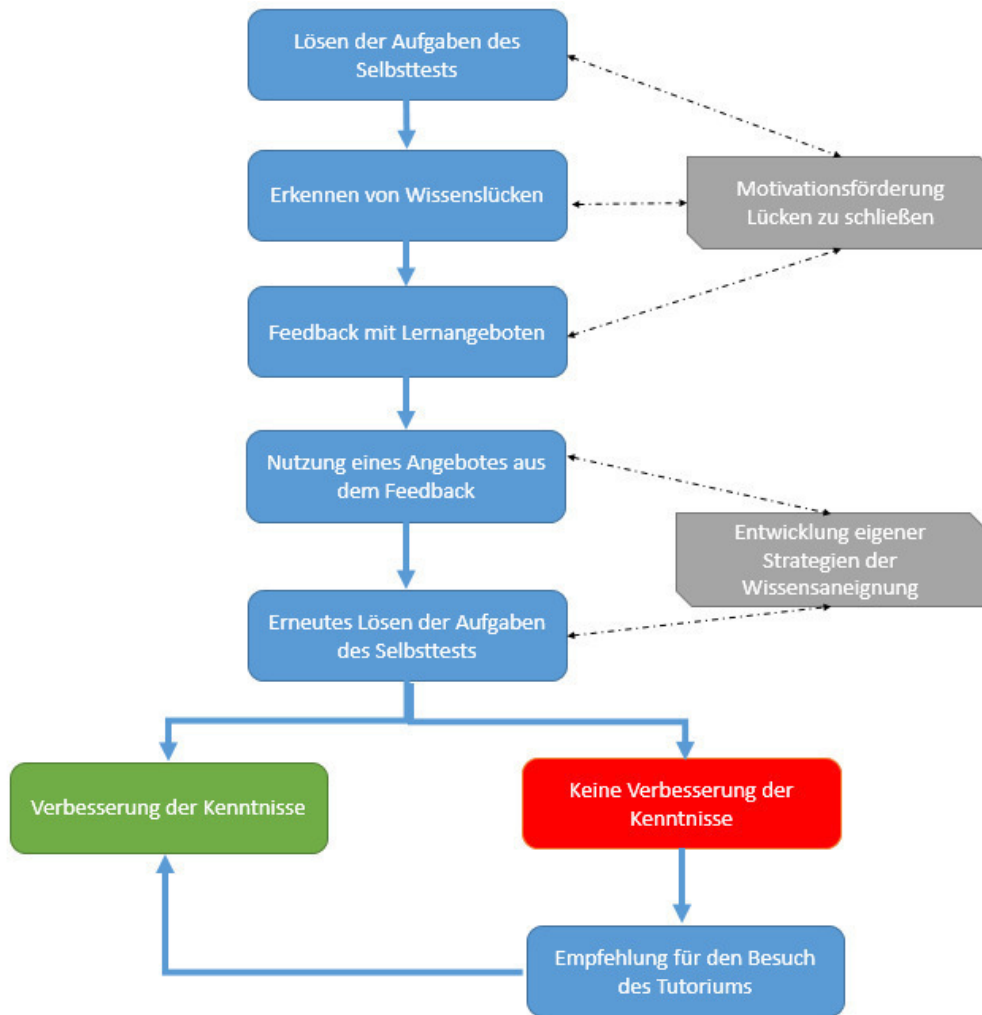 Lösen der Aufgaben des
Selbsttests
Erkennen von Wissenslücken
Motivationsförderung
Lücken zu schließen
Feedback mit Lernangeboten
Nutzung eines Angebotes aus
dem Feedback
Entwicklung eigener
Strategien der
Wissensaneignung
Erneutes Lösen der Aufgaben
des Selbsttests
Verbesserung der Kenntnisse
Keine Verbesserung der
Kenntnisse
Empfehlung für den Besuch
des Tutoriums